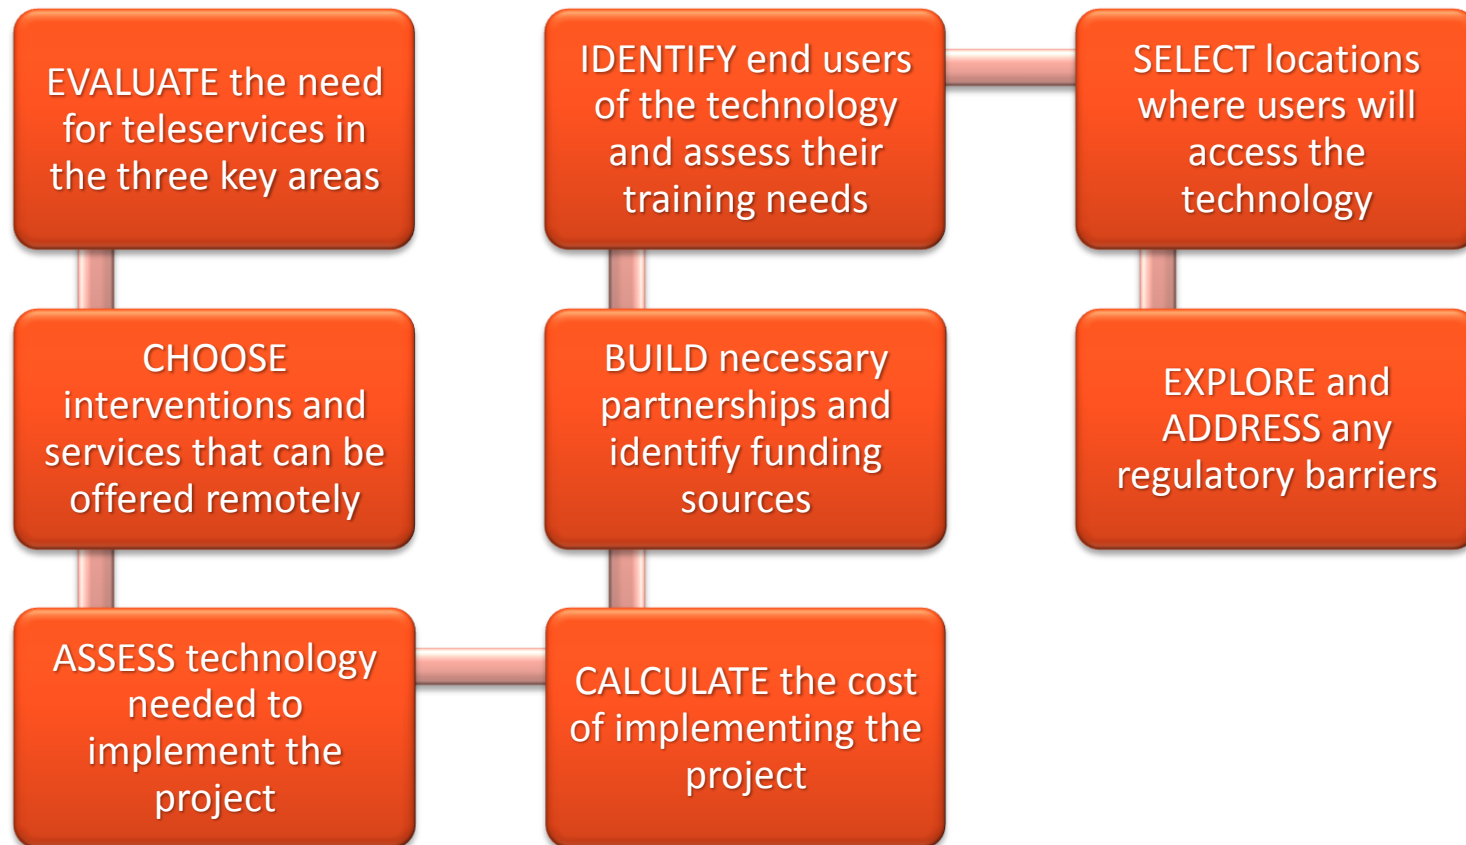 EVALUATE the need
for teleservices in
the three key areas
CHOOSE
interventions and
services that can be
offered remotely
ASSESS technology
needed to
implement the
project
CALCULATE the cost
of implementing the
project
BUILD necessary
partnerships and
identify funding
sources
IDENTIFY end users
of the technology
and assess their
training needs
SELECT locations
where users will
access the
technology
EXPLORE and
ADDRESS any
regulatory barriers